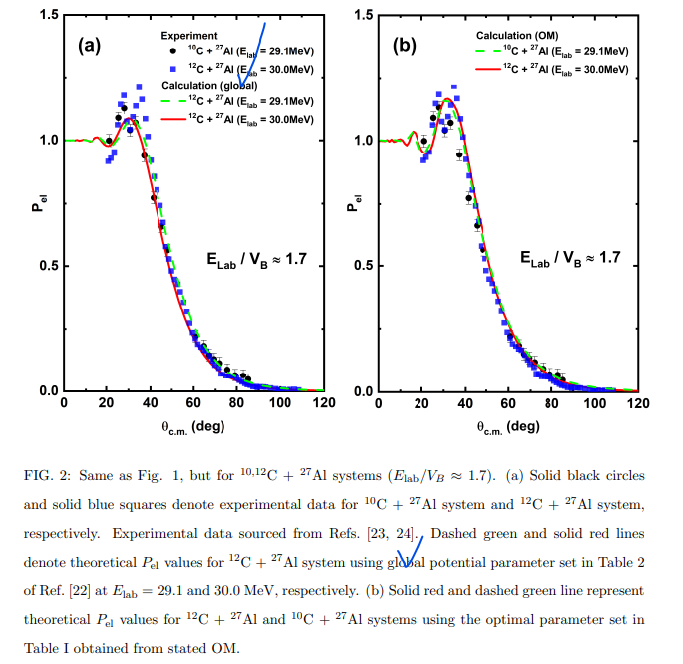 1.5
1.0
0.5
0.0
P_el
(a)
Experiment
¹⁰C + ²⁷Al (E_lab = 29.1MeV)
¹²C + ²⁷Al (E_lab = 30.0MeV)
Calculation (global)
¹²C + ²⁷Al (E_lab = 29.1MeV)
¹²C + ²⁷Al (E_lab = 30.0MeV)
E_Lab / V_B ≈ 1.7
0 20 40 60 80 100 120
θ_c.m. (deg)
1.5
1.0
0.5
0.0
P_el
(b)
Calculation (OM)
¹⁰C + ²⁷Al (E_lab = 29.1MeV)
¹²C + ²⁷Al (E_lab = 30.0MeV)
E_Lab / V_B ≈ 1.7
0 20 40 60 80 100 120
θ_c.m. (deg)
FIG. 2: Same as Fig. 1, but for ¹⁰,¹²C + ²⁷Al systems (E_lab/V_B ≈ 1.7). (a) Solid black circles
and solid blue squares denote experimental data for ¹⁰C + ²⁷Al system and ¹²C + ²⁷Al system,
respectively. Experimental data sourced from Refs. [23, 24]. Dashed green and solid red lines
denote theoretical P_el values for ¹²C + ²⁷Al system using global potential parameter set in Table 2
of Ref. [22] at E_lab = 29.1 and 30.0 MeV, respectively. (b) Solid red and dashed green line represent
theoretical P_el values for ¹²C + ²⁷Al and ¹⁰C + ²⁷Al systems using the optimal parameter set in
Table I obtained from stated OM.